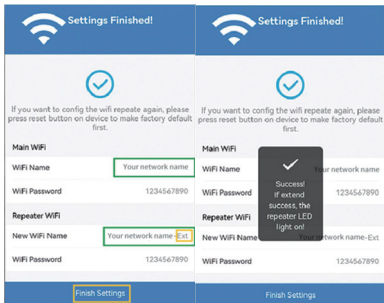 Settings Finished!
If you want to config the wifi repeate again, please
press reset button on device to make factory default
first.
Main WiFi
WiFi Name Your network name
WiFi Password 1234567890
Repeater WiFi
New WiFi Name Your network name-Ext
WiFi Password 1234567890
Finish Settings
Settings Finished!
If you want to config the wifi repeate again, please
press reset button on device to make factory default
first.
Main WiFi
WiFi Name Your network name
WiFi Password 1234567890
Success!
If extend
success, the
repeater LED
light on!
Repeater WiFi
New WiFi Name Your network name-Ext
WiFi Password 1234567890
Finish Settings